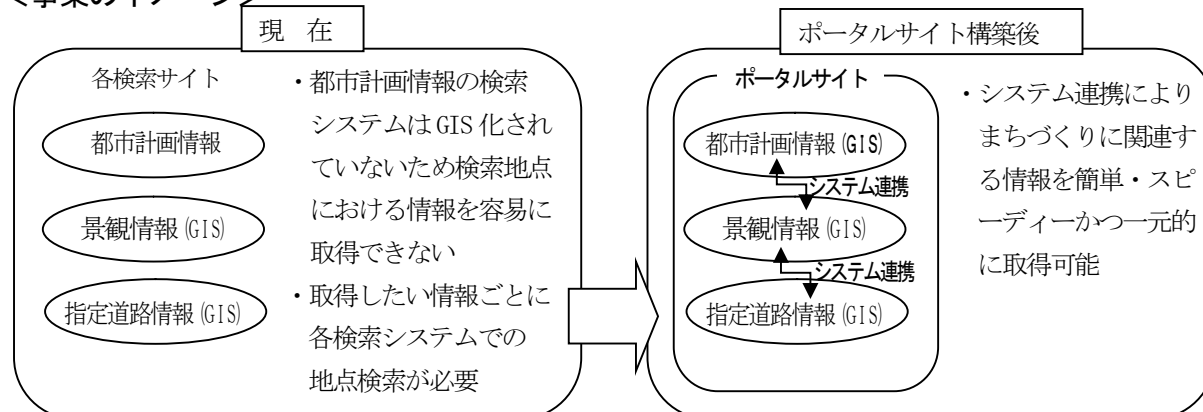 <事業のイメージ>
現 在
各検索サイト
都市計画情報
景観情報(GIS)
指定道路情報(GIS)
・都市計画情報の検索
システムはGIS化され
ていないため検索地点
における情報を容易に
取得できない
・取得したい情報ごとに
各検索システムでの
地点検索が必要
ポータルサイト構築後
ポータルサイト
都市計画情報(GIS)
システム連携
景観情報(GIS)
システム連携
指定道路情報(GIS)
・システム連携により
まちづくりに関連す
る情報を簡単・スピ
ーディーかつ一元的
に取得可能